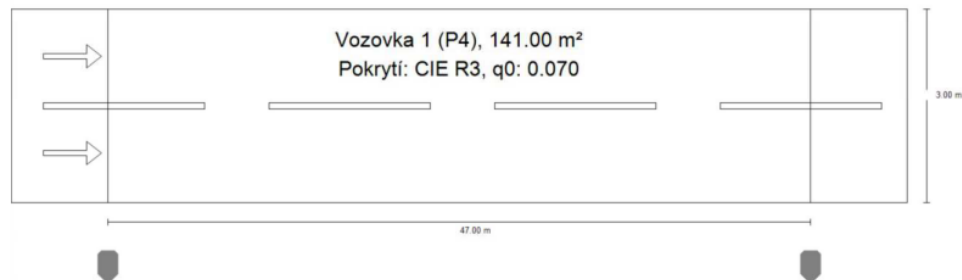 Vozovka 1 (P4), 141.00 m²
Pokrytí: CIE R3, q0: 0.070
3.00 m
47.00 m